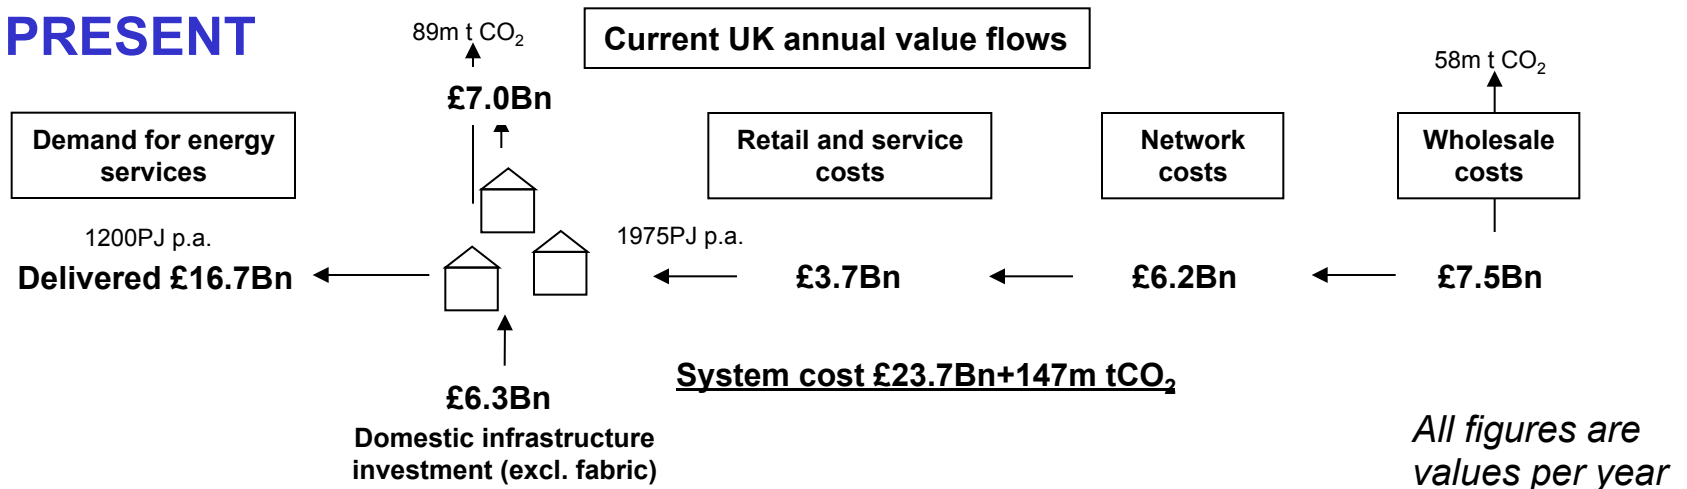 PRESENT
89m t CO₂
Current UK annual value flows
58m t CO₂
£7.0Bn
Demand for energy
services
Retail and service
costs
Network
costs
Wholesale
costs
1200PJ p.a.
1975PJ p.a.
Delivered £16.7Bn
£3.7Bn
£6.2Bn
£7.5Bn
System cost £23.7Bn+147m tCO₂
£6.3Bn
Domestic infrastructure
investment (excl. fabric)
All figures are
values per year